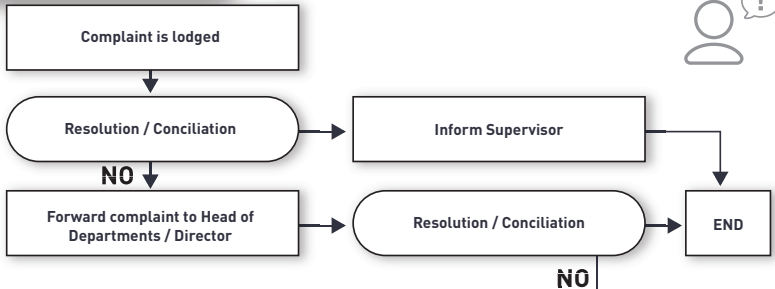 Complaint is lodged
Resolution / Conciliation
Inform Supervisor
NO
Forward complaint to Head of
Departments / Director
Resolution / Conciliation
END
NO